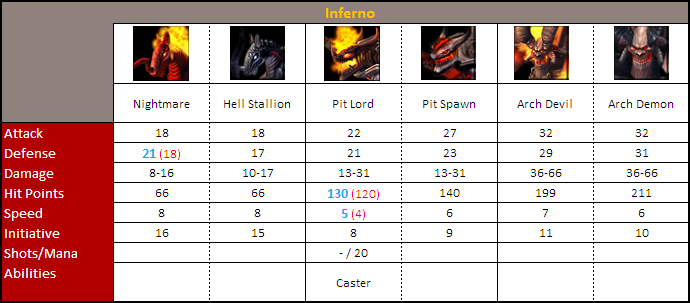 Inferno
Nightmare Hell Stallion Pit Lord Pit Spawn Arch Devil Arch Demon
Attack 18 18 22 27 32 32
Defense 21 (18) 17 21 23 29 31
Damage 8-16 10-17 13-31 13-31 36-66 36-66
Hit Points 66 66 130 (120) 140 199 211
Speed 8 8 5 (4) 6 7 6
Initiative 16 15 8 9 11 10
Shots/Mana - / 20
Abilities Caster